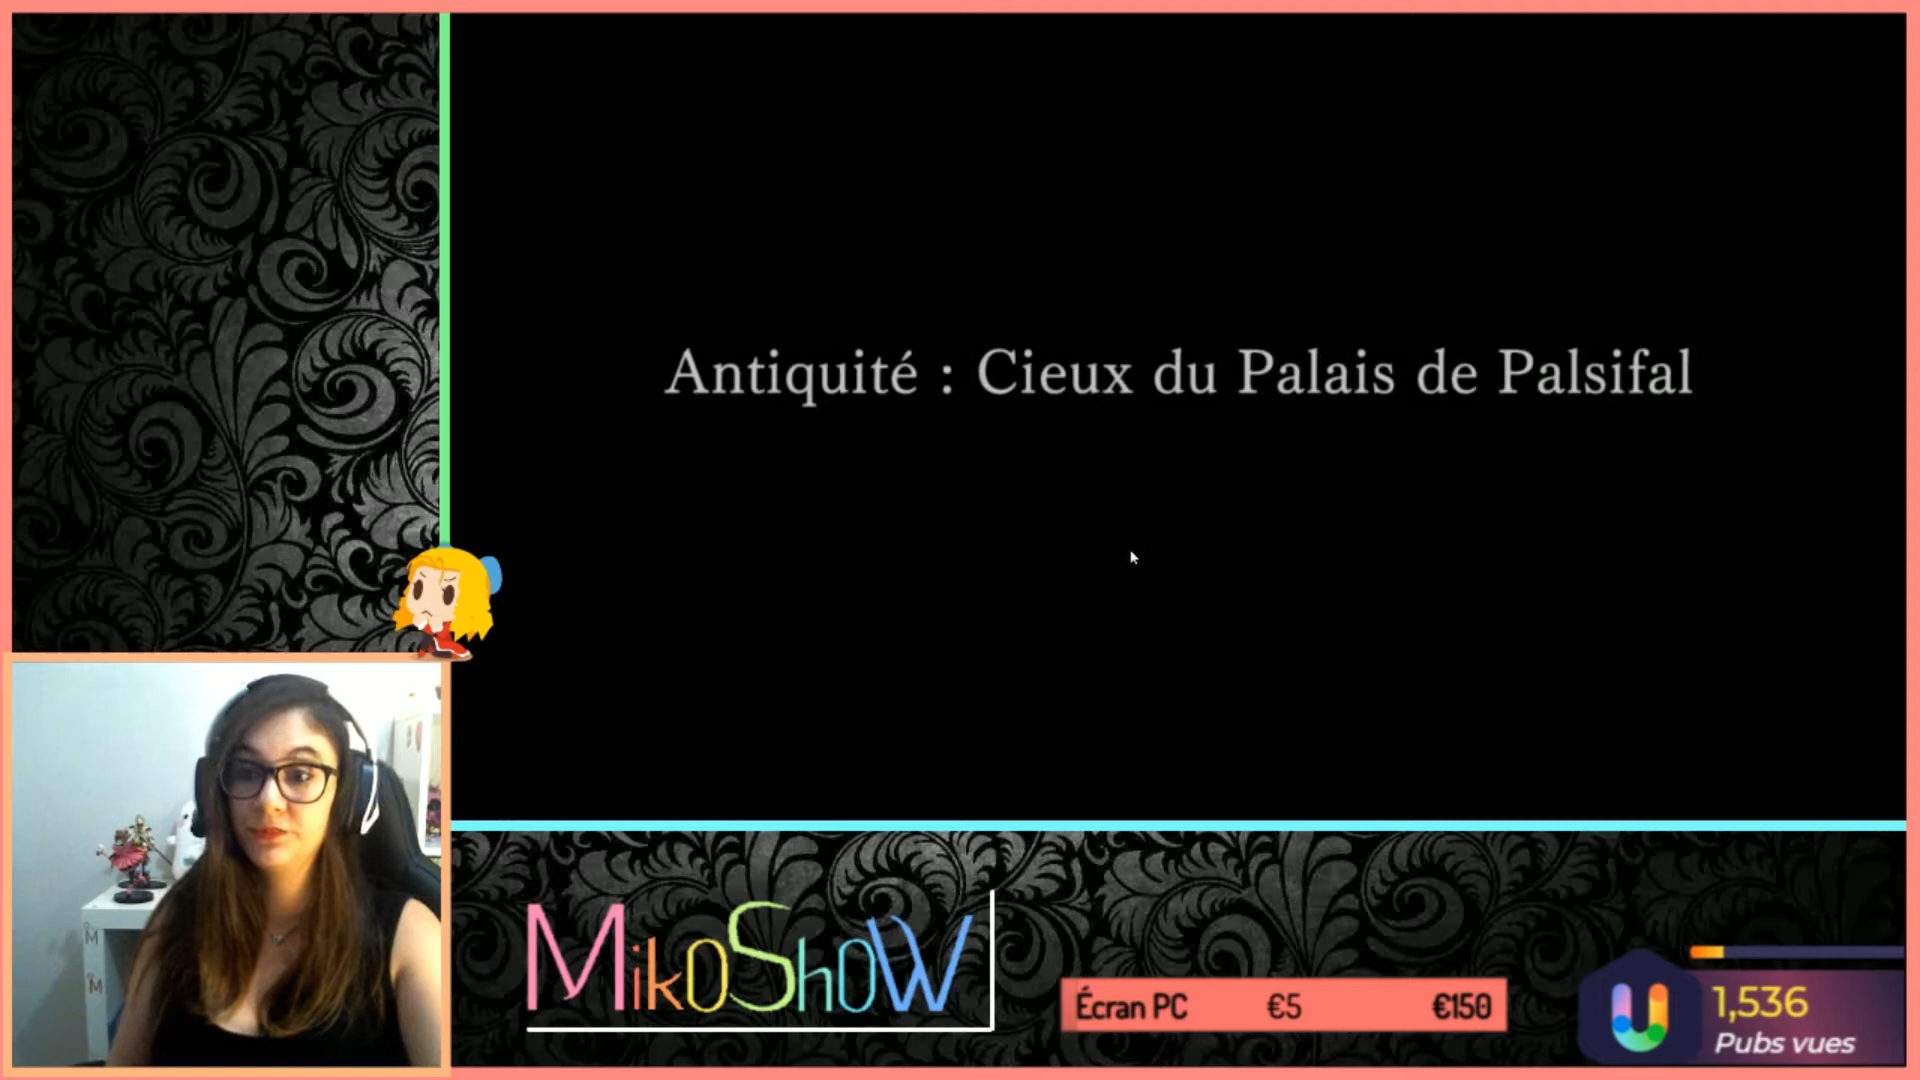 Antiquité : Cieux du Palais de Palsifal
M
M
MikoShoW
Écran PC €5 €150
1,536
Pubs vues